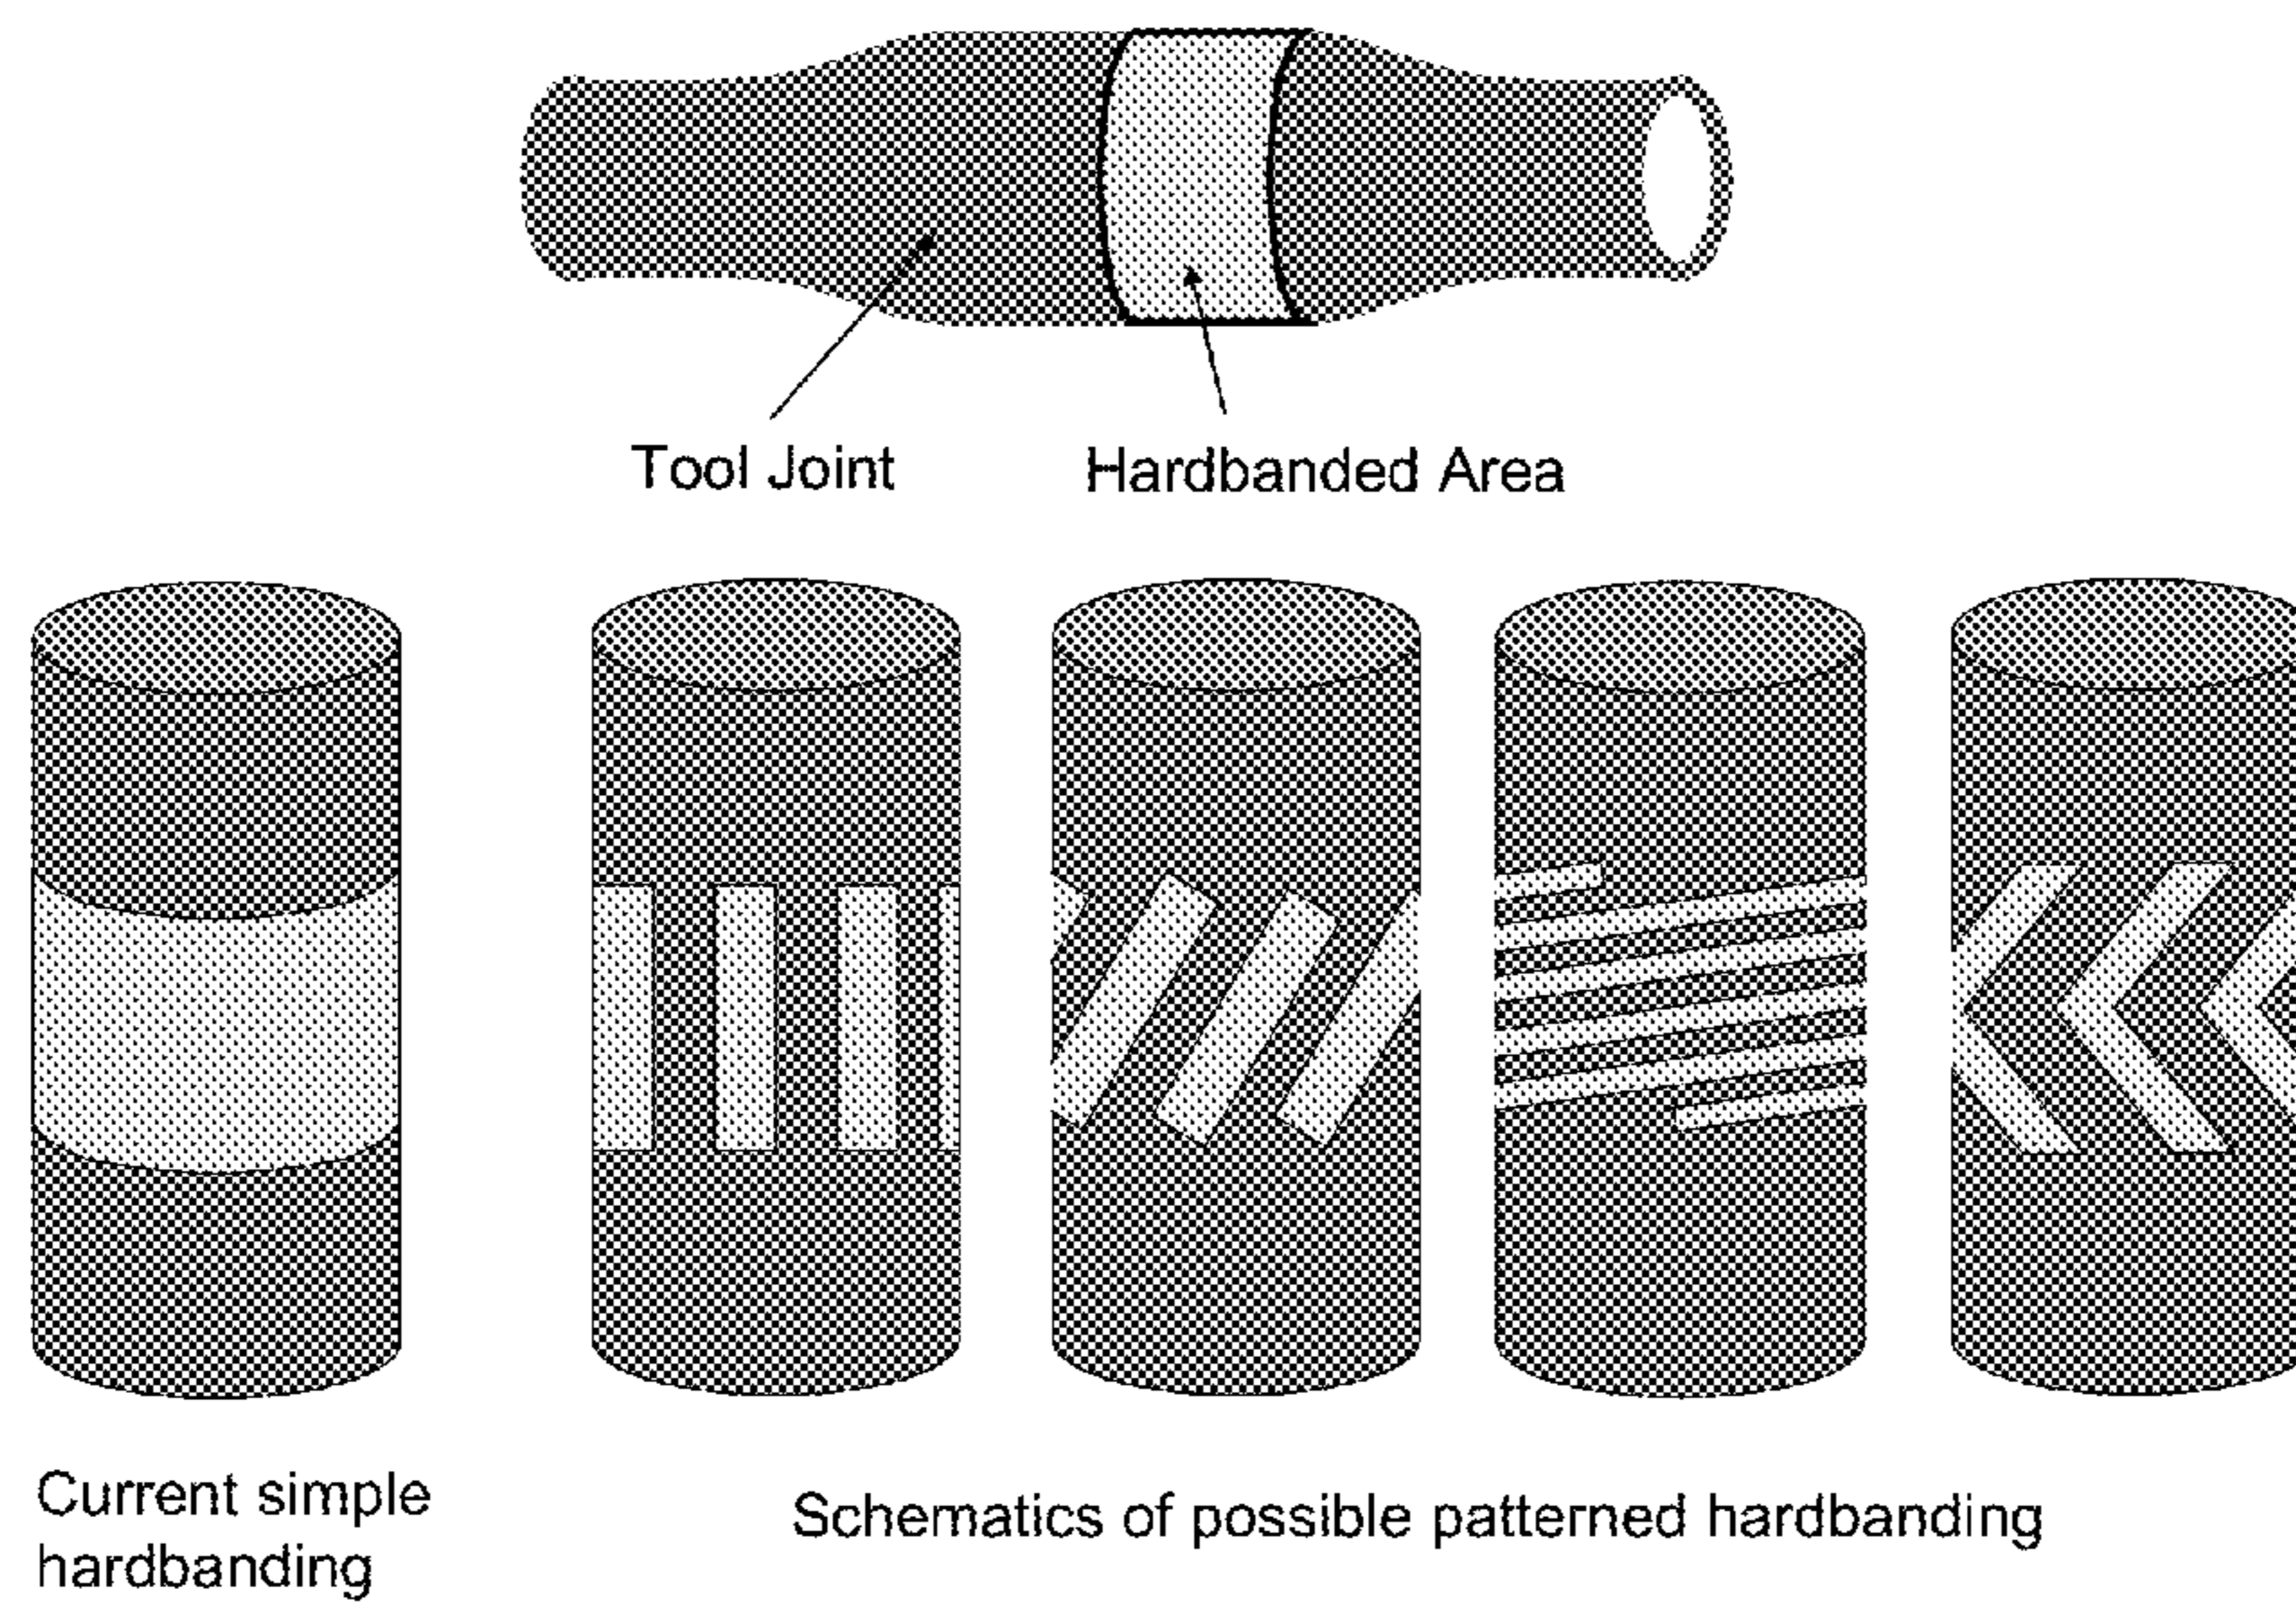 Tool Joint
Hardbanded Area
Current simple
hardbanding
Schematics of possible patterned hardbanding